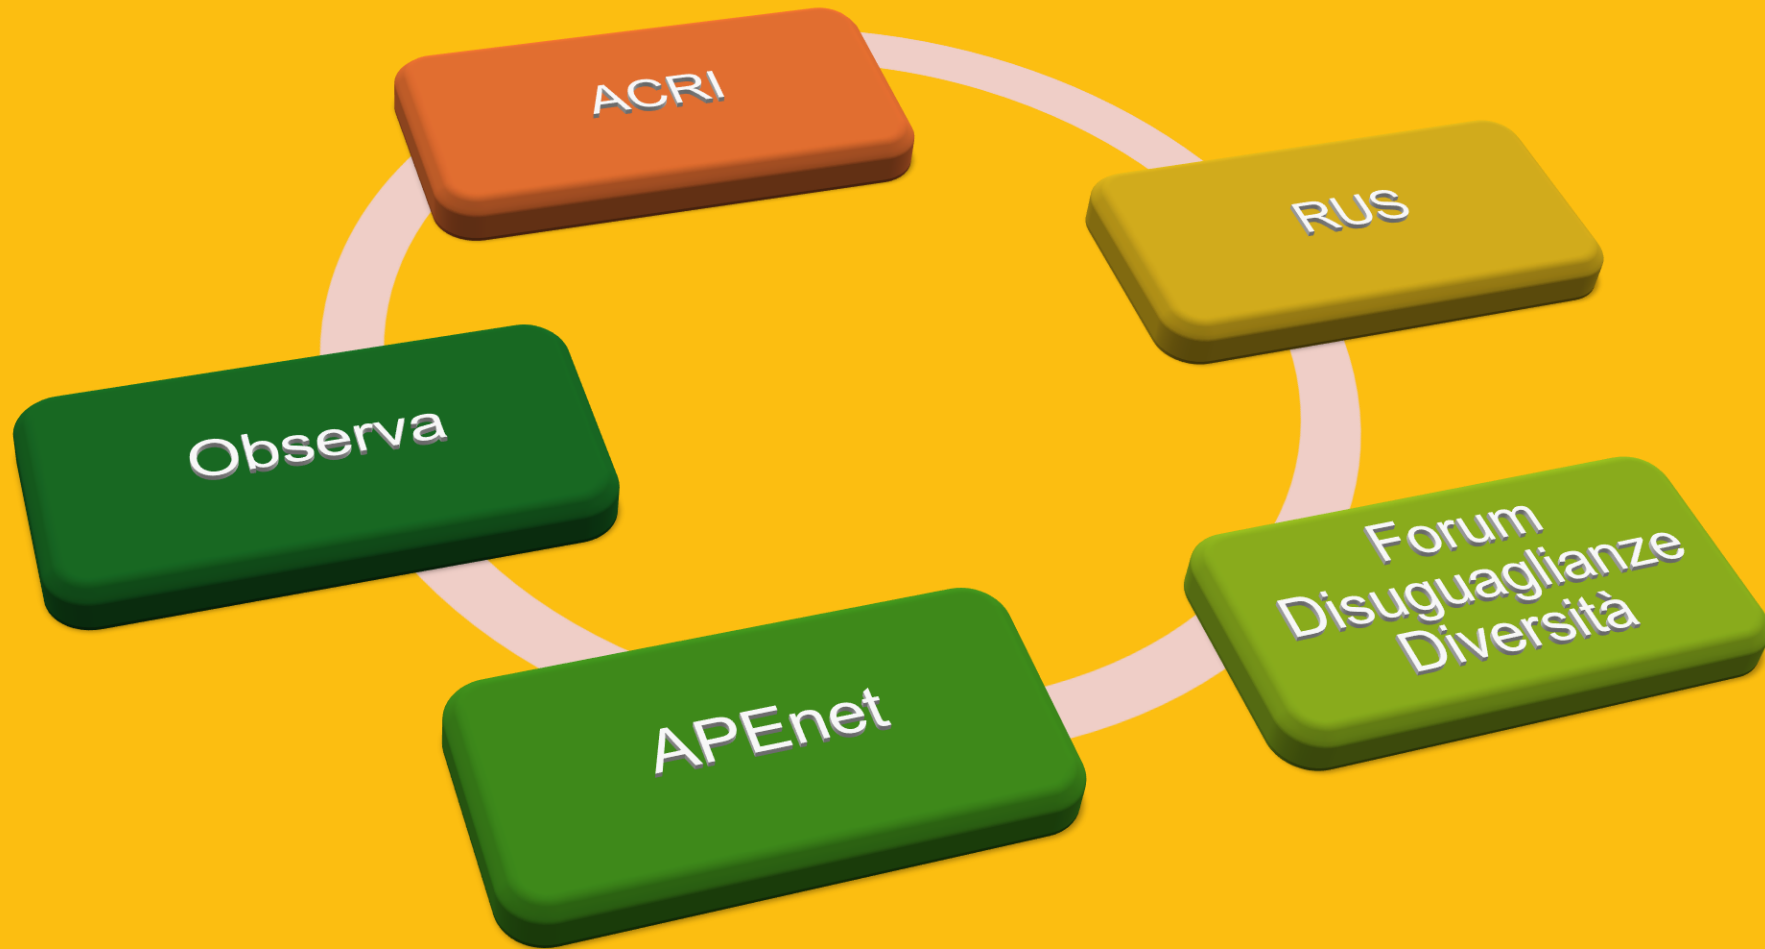 ACRI
RUS
Observa
Forum
Disuguaglianze
Diversità
APEnet